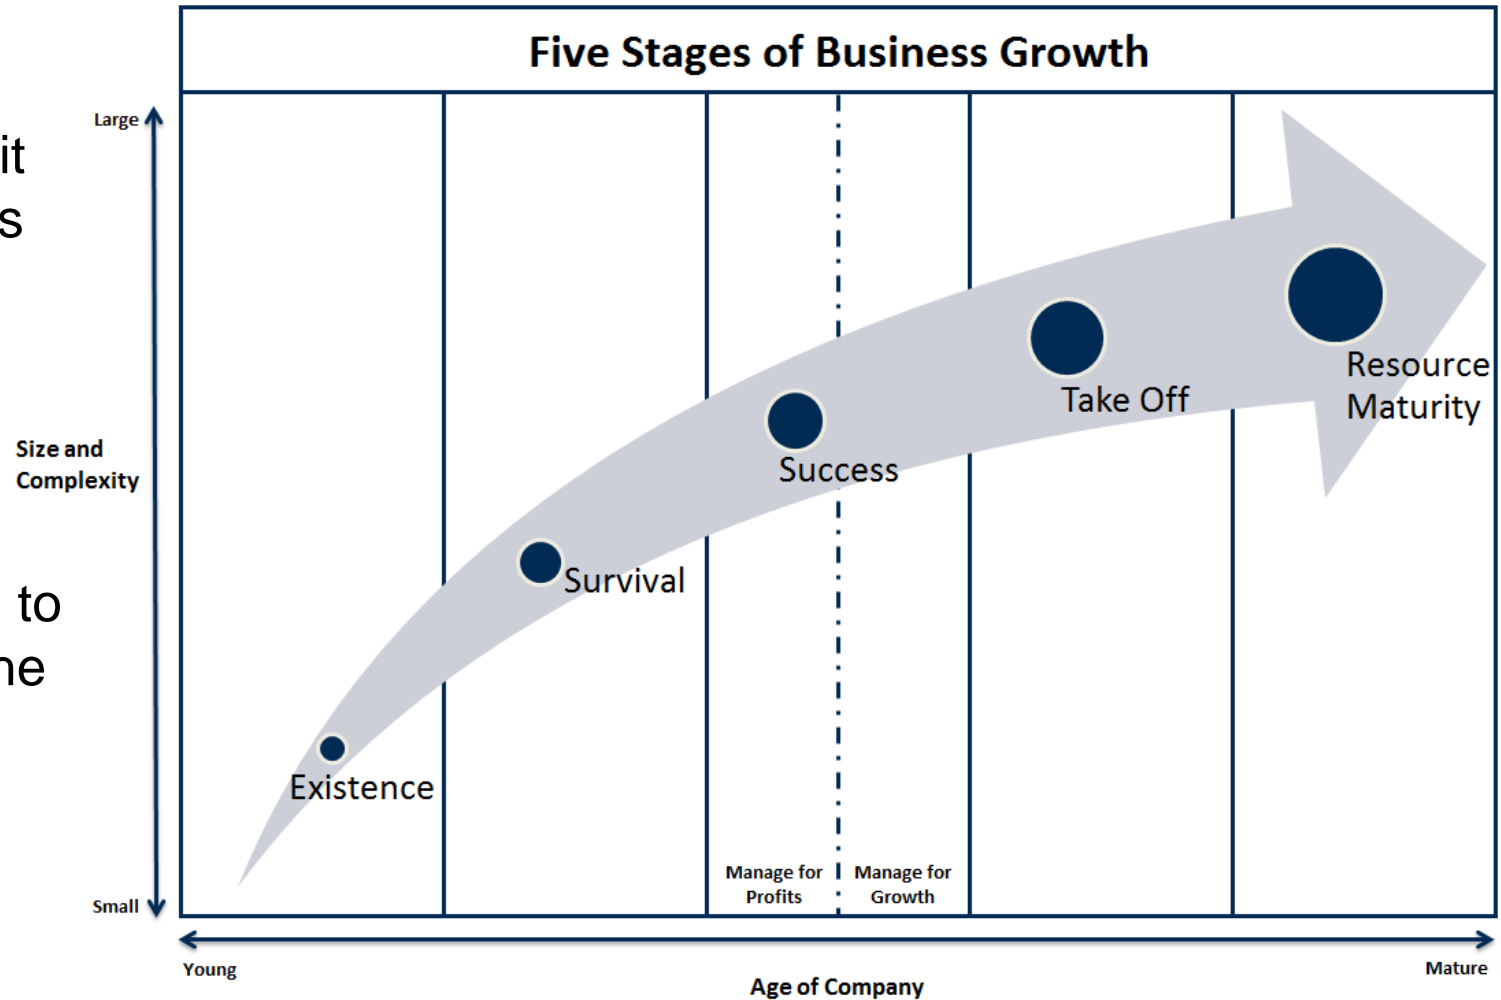 Five Stages of Business Growth
Large
it
s
Resource
Maturity
Take Off
Size and
Complexity
Success
Survival
to
ne
Existence
Manage for
Profits
Manage for
Growth
Small
Young
Mature
Age of Company